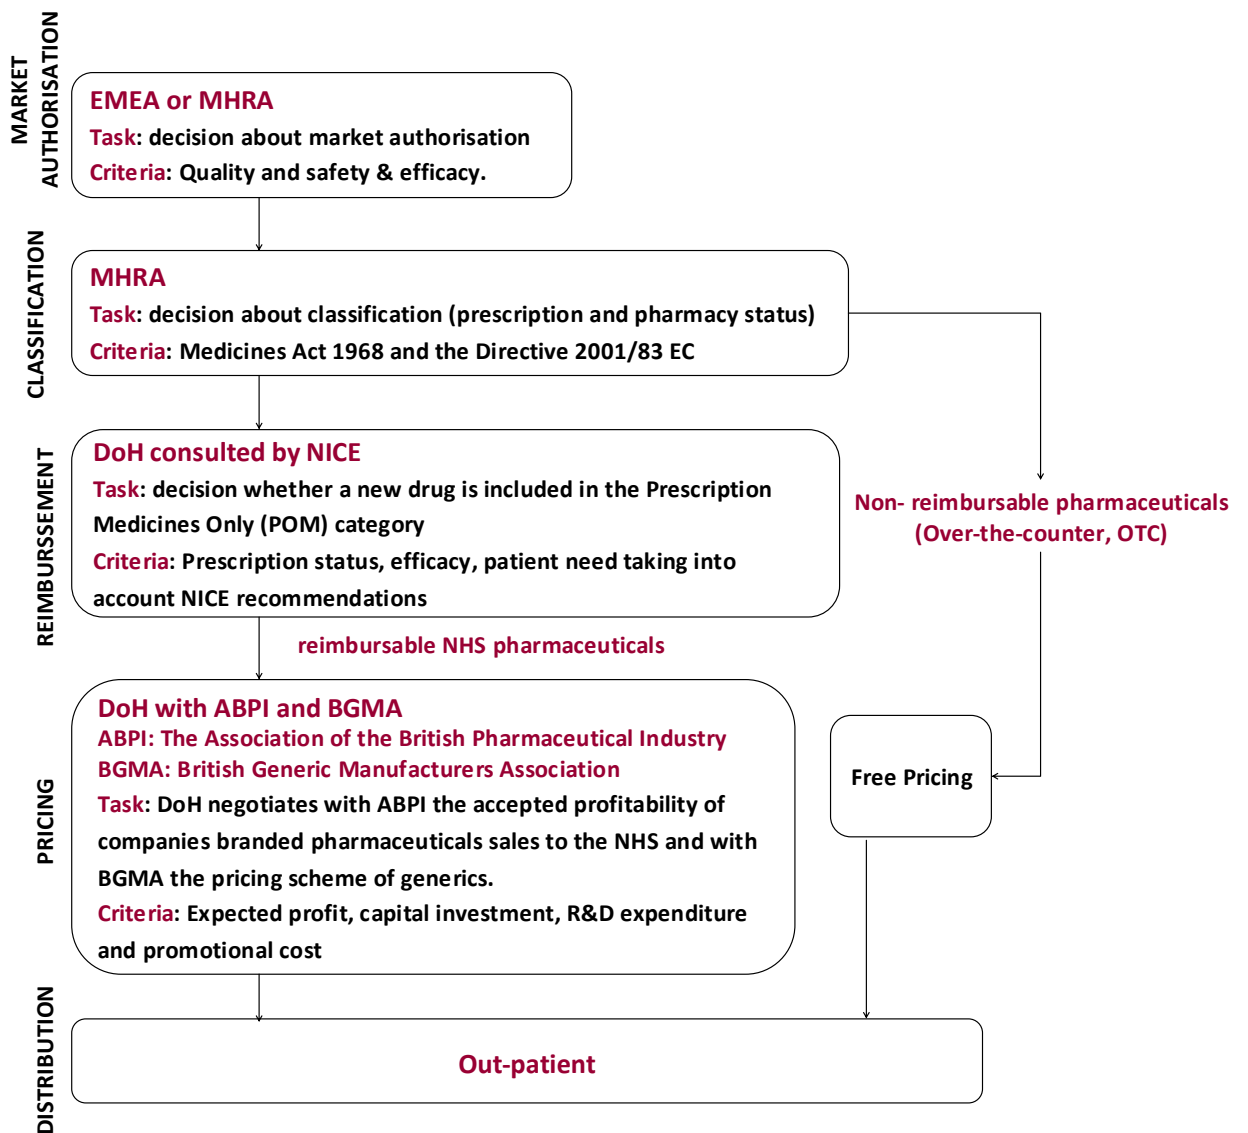 MARKET
AUTHORISATION
EMEA or MHRA
Task: decision about market authorisation
Criteria: Quality and safety & efficacy.
CLASSIFICATION
MHRA
Task: decision about classification (prescription and pharmacy status)
Criteria: Medicines Act 1968 and the Directive 2001/83 EC
REIMBURSSEMENT
DoH consulted by NICE
Task: decision whether a new drug is included in the Prescription
Medicines Only (POM) category
Criteria: Prescription status, efficacy, patient need taking into
account NICE recommendations
Non- reimbursable pharmaceuticals
(Over-the-counter, OTC)
reimbursable NHS pharmaceuticals
PRICING
DoH with ABPI and BGMA
ABPI: The Association of the British Pharmaceutical Industry
BGMA: British Generic Manufacturers Association
Task: DoH negotiates with ABPI the accepted profitability of
companies branded pharmaceuticals sales to the NHS and with
BGMA the pricing scheme of generics.
Criteria: Expected profit, capital investment, R&D expenditure
and promotional cost
Free Pricing
DISTRIBUTION
Out-patient